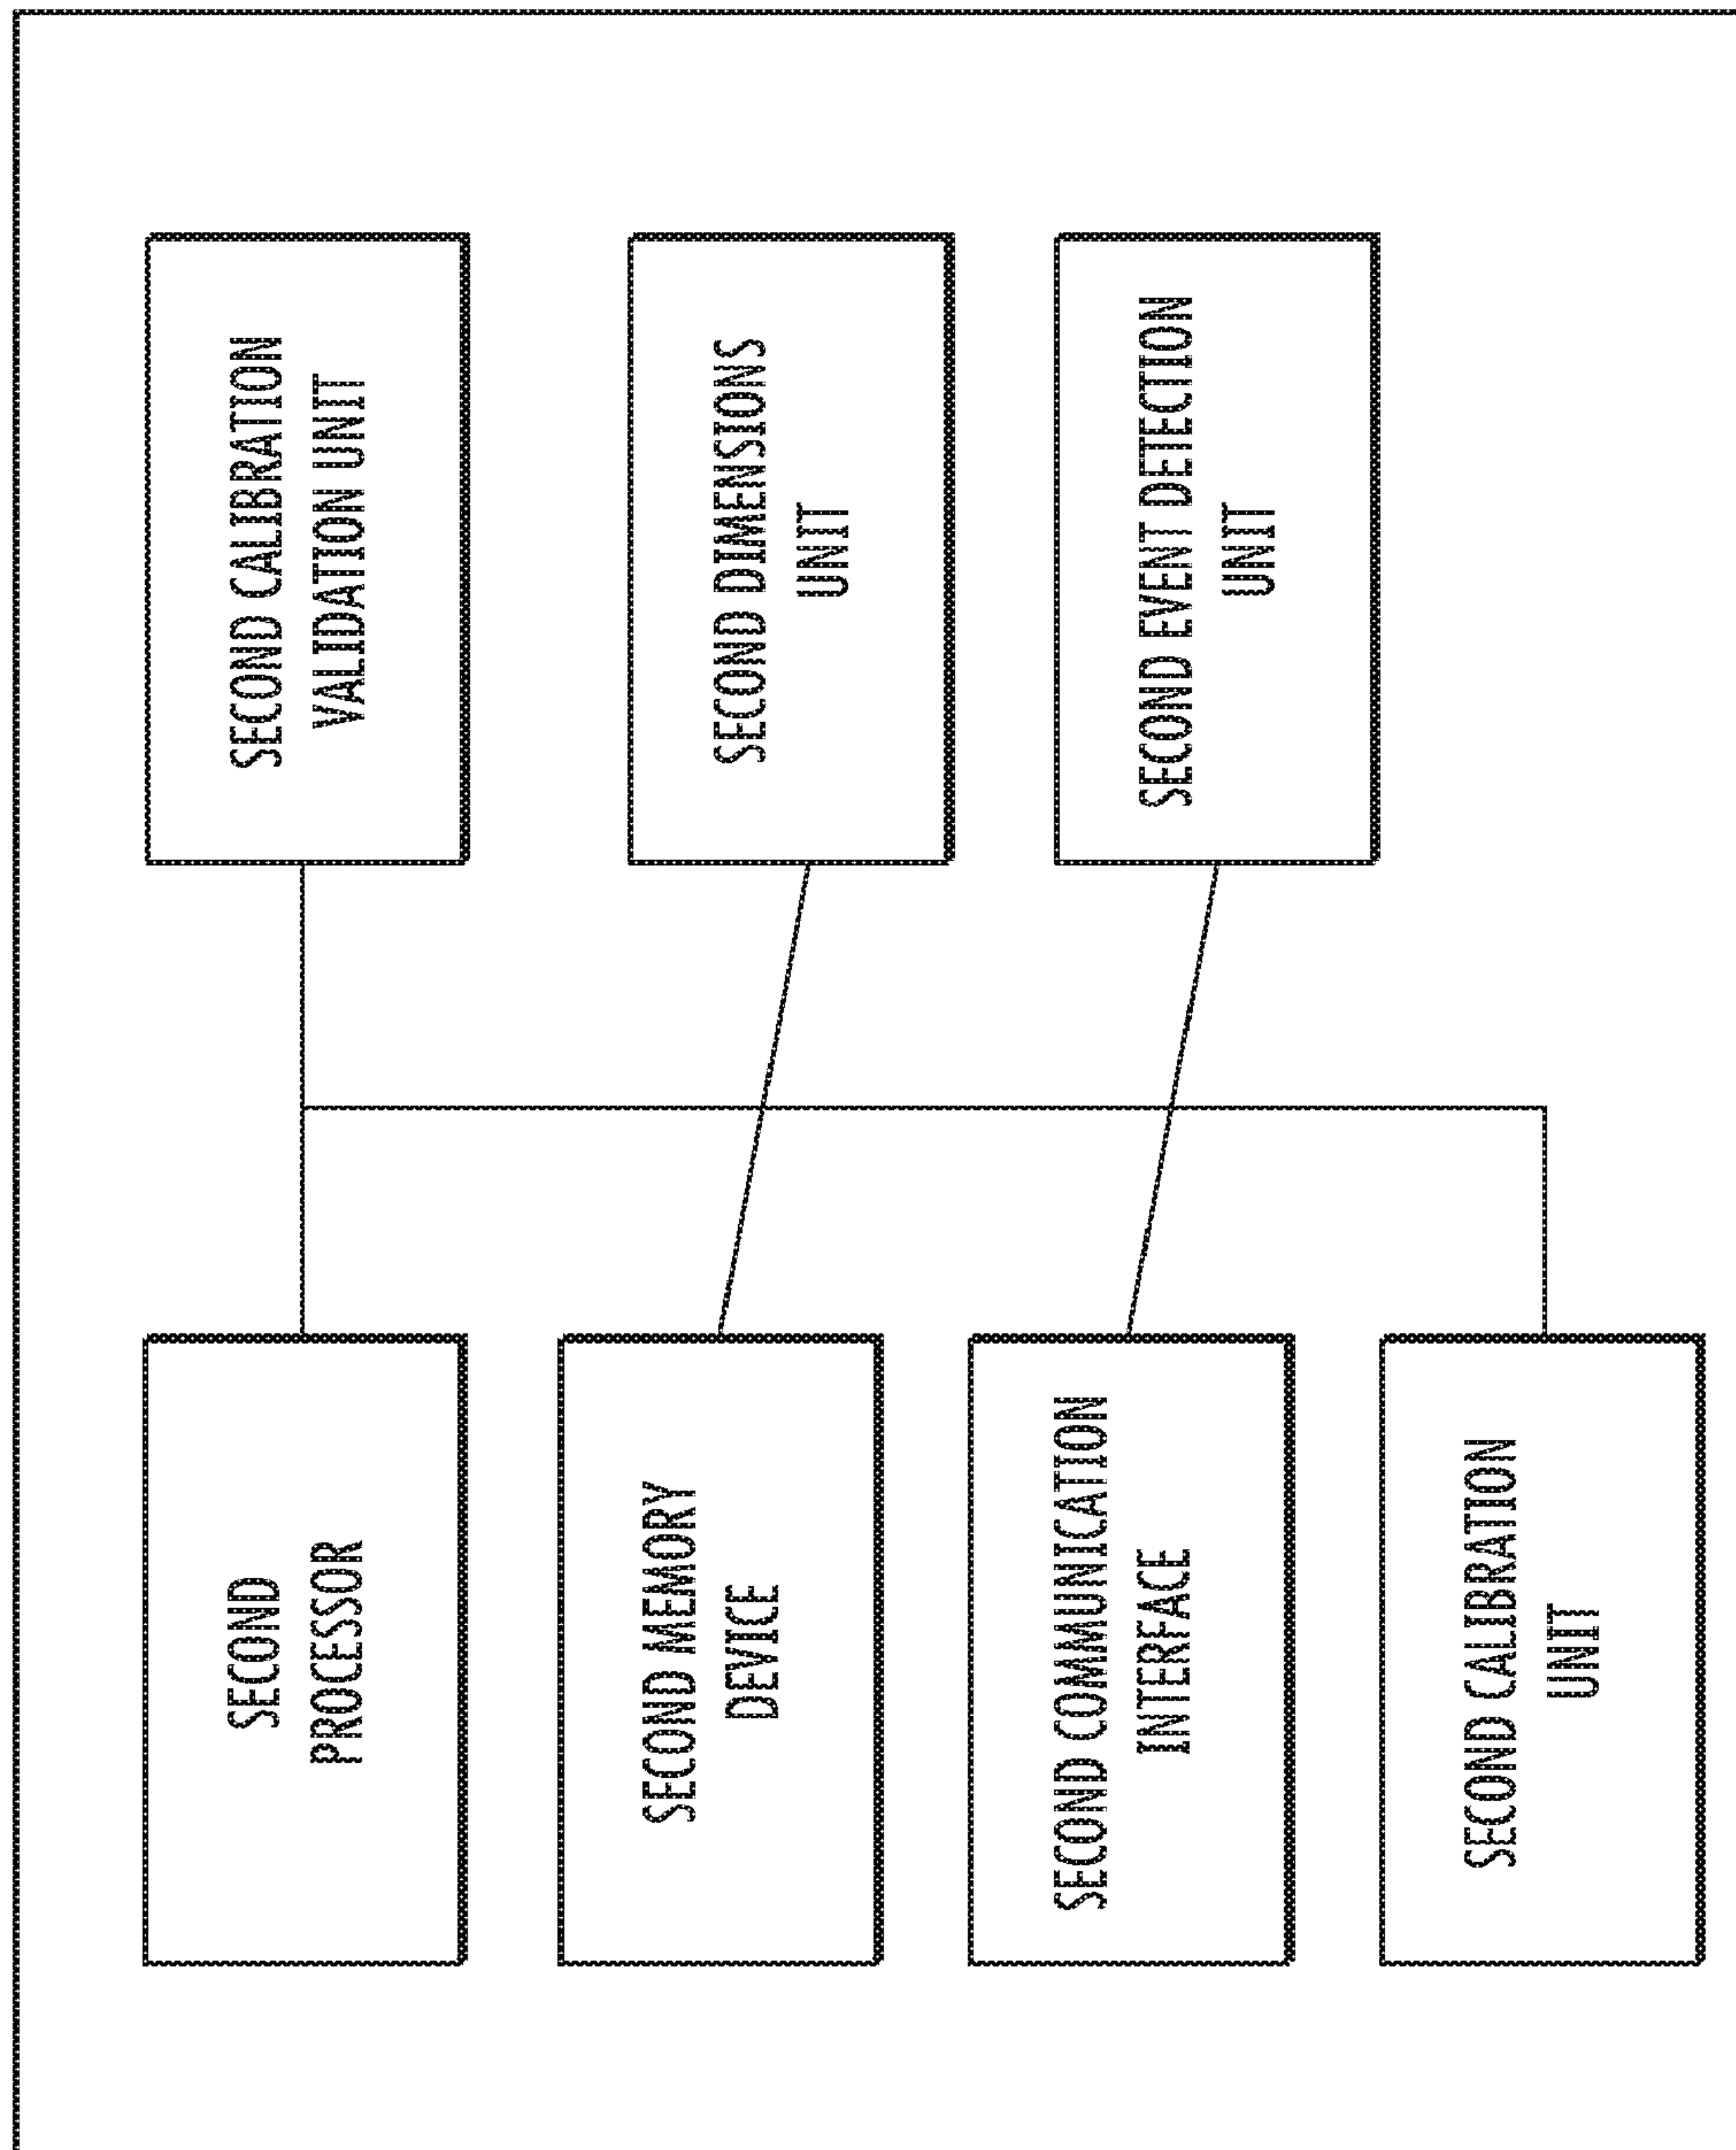 SECOND
PROCESSOR
SECOND MEMORY
DEVICE
SECOND COMMUNICATION
INTERFACE
SECOND CALIBRATION
UNIT
SECOND CALIBRATION
VALIDATION UNIT
SECOND DIMENSIONS
UNIT
SECOND EVENT DETECTION
UNIT